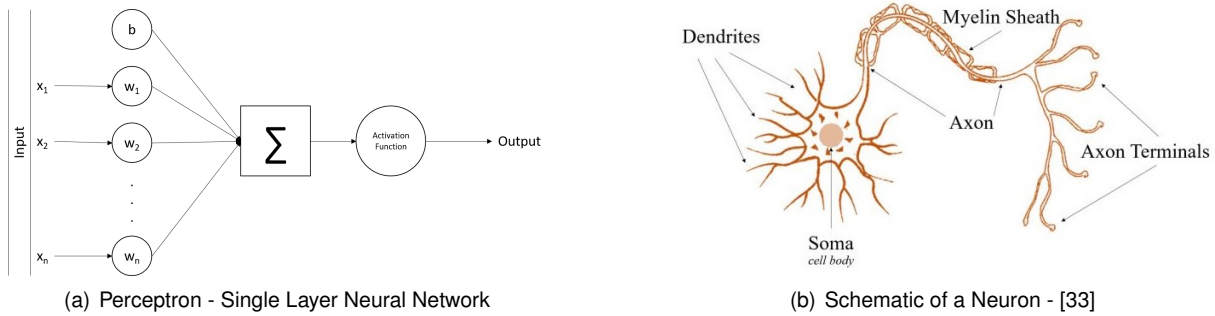 Input
b
x1
w1
x2
w2
.
.
.
xn
wn
∑
Activation
Function
Output
(a) Perceptron - Single Layer Neural Network
Dendrites
Myelin Sheath
Axon
Axon Terminals
Soma
cell body
(b) Schematic of a Neuron - [33]